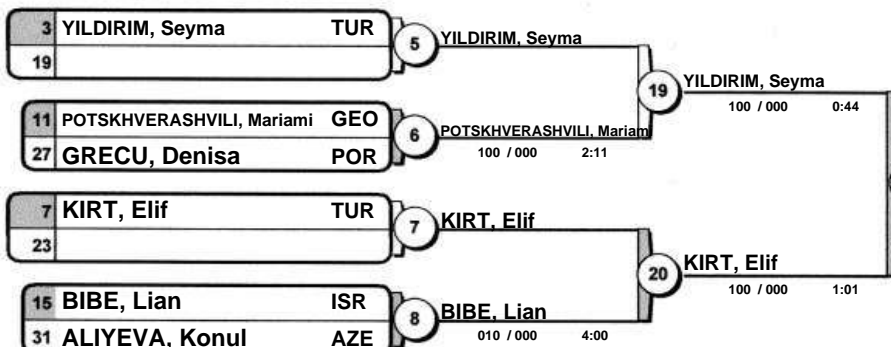 3 YILDIRIM, Seyma TUR
19
5
YILDIRIM, Seyma
11 POTSKHVERASHVILI, Mariami GEO
27 GRECU, Denisa POR
6
POTSKHVERASHVILI, Mariami
100 / 000 2:11
19
YILDIRIM, Seyma
100 / 000 0:44
7 KIRT, Elif TUR
23
7
KIRT, Elif
15 BIBE, Lian ISR
31 ALIYEVA, Konul AZE
8
BIBE, Lian
010 / 000 4:00
20
KIRT, Elif
100 / 000 1:01